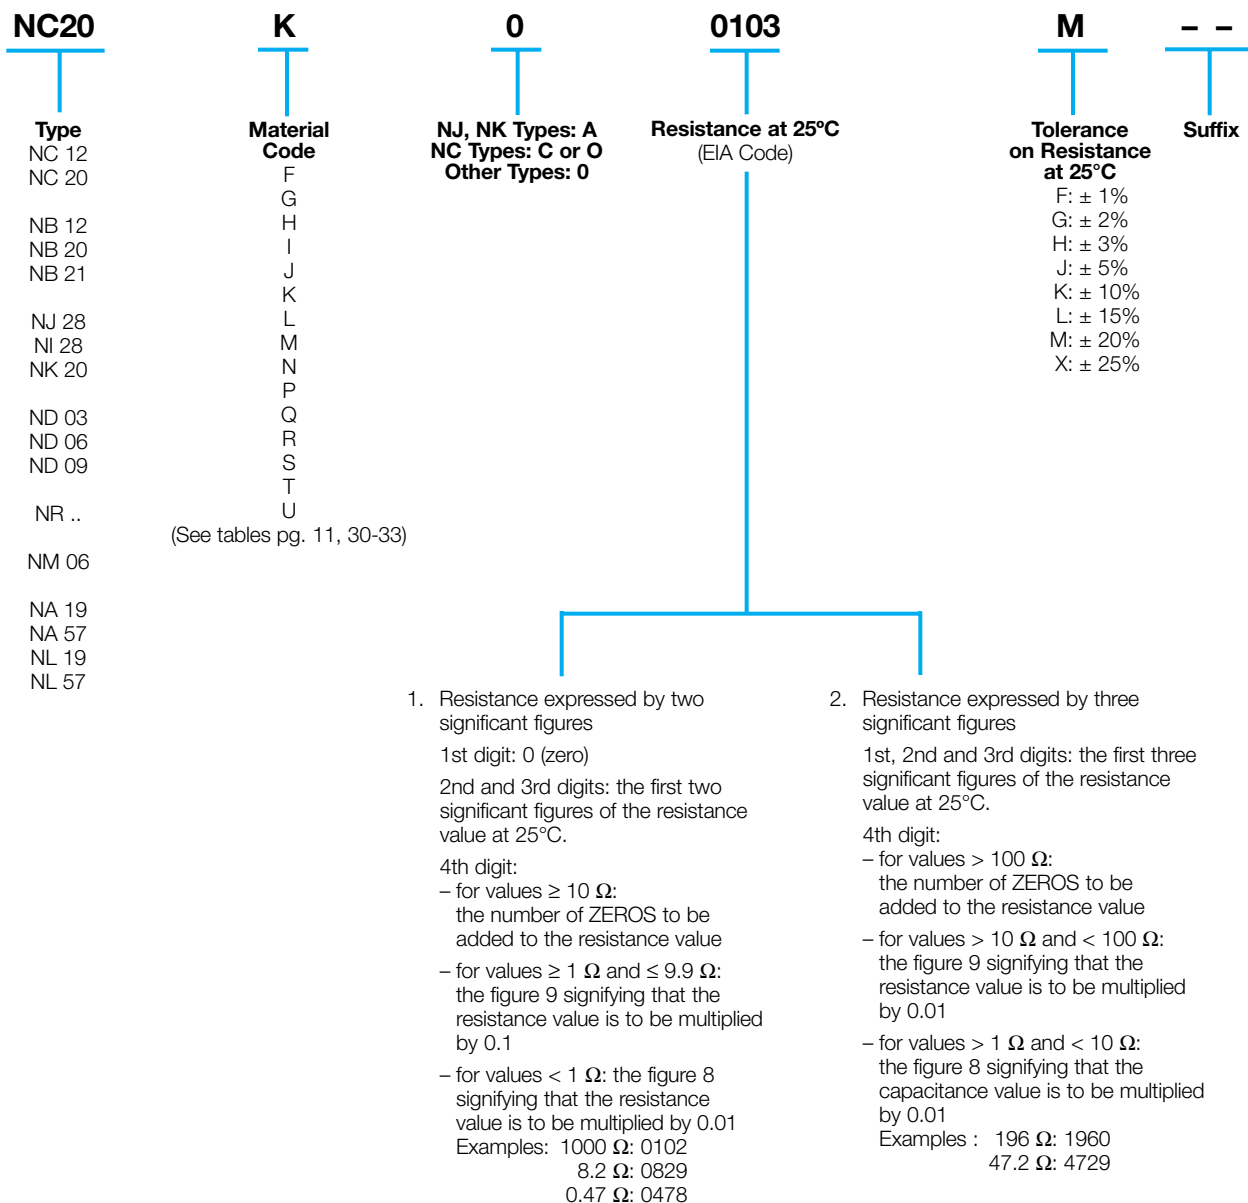 NC20 K 0 0103 M – –
Type
NC 12
NC 20
NB 12
NB 20
NB 21
NJ 28
NI 28
NK 20
ND 03
ND 06
ND 09
NR ..
NM 06
NA 19
NA 57
NL 19
NL 57
Material
Code
F
G
H
I
J
K
L
M
N
P
Q
R
S
T
U
(See tables pg. 11, 30-33)
NJ, NK Types: A
NC Types: C or O
Other Types: 0
Resistance at 25ºC
(EIA Code)
Tolerance
on Resistance
at 25°C
F: ± 1%
G: ± 2%
H: ± 3%
J: ± 5%
K: ± 10%
L: ± 15%
M: ± 20%
X: ± 25%
Suffix
1. Resistance expressed by two
significant figures
1st digit: 0 (zero)
2nd and 3rd digits: the first two
significant figures of the resistance
value at 25°C.
4th digit:
– for values ≥ 10 Ω:
the number of ZEROS to be
added to the resistance value
– for values ≥ 1 Ω and ≤ 9.9 Ω:
the figure 9 signifying that the
resistance value is to be multiplied
by 0.1
– for values < 1 Ω: the figure 8
signifying that the resistance
value is to be multiplied by 0.01
Examples: 1000 Ω: 0102
8.2 Ω: 0829
0.47 Ω: 0478
2. Resistance expressed by three
significant figures
1st, 2nd and 3rd digits: the first three
significant figures of the resistance
value at 25°C.
4th digit:
– for values > 100 Ω:
the number of ZEROS to be
added to the resistance value
– for values > 10 Ω and < 100 Ω:
the figure 9 signifying that the
resistance value is to be multiplied
by 0.01
– for values > 1 Ω and < 10 Ω:
the figure 8 signifying that the
capacitance value is to be multiplied
by 0.01
Examples : 196 Ω: 1960
47.2 Ω: 4729